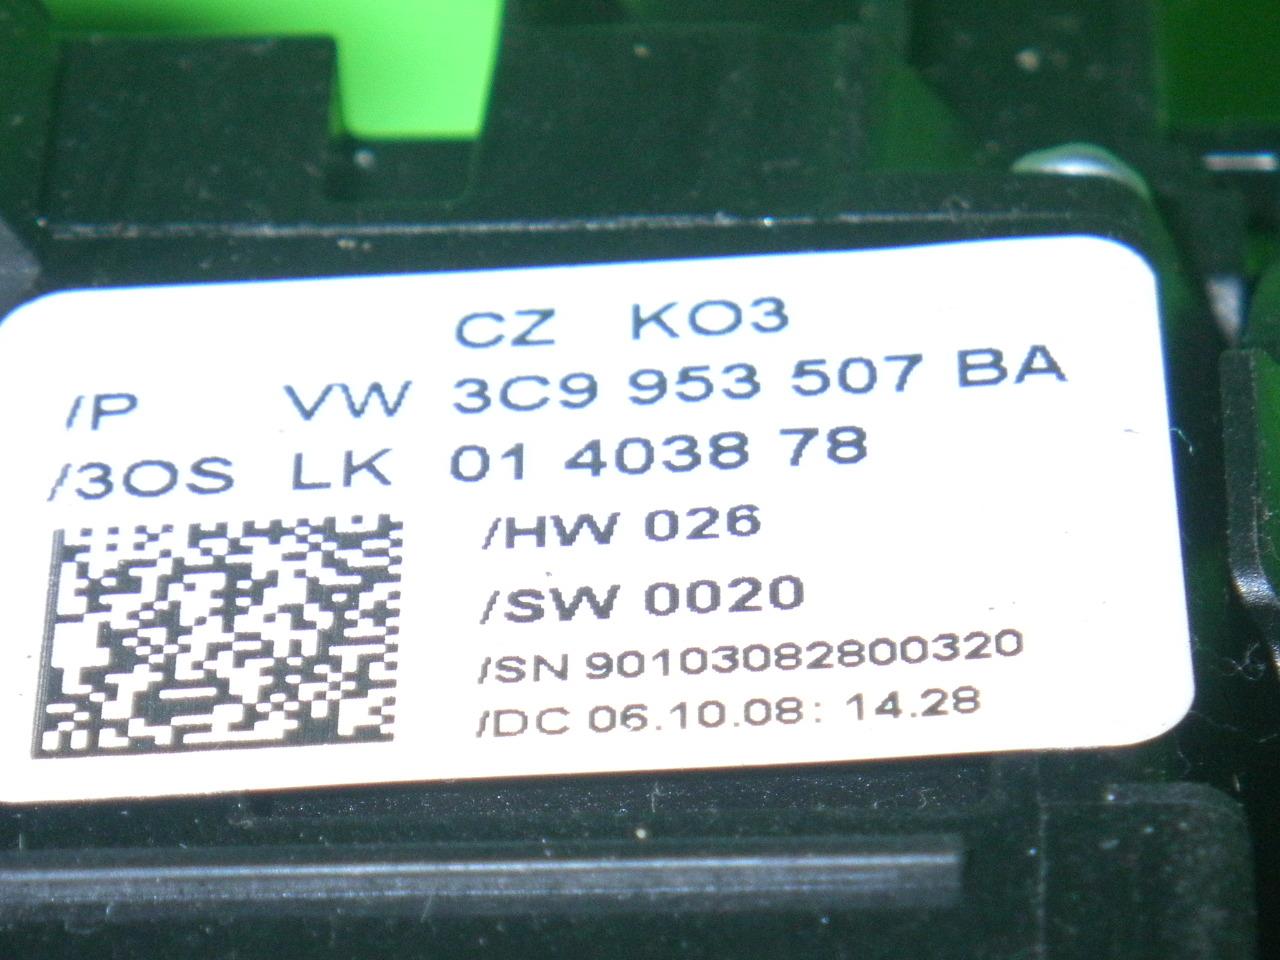 CZ KO3
/P VW 3C9 953 507 BA
/3OS LK 01 4038 78
/HW 026
/SW 0020
/SN 90103082800320
/DC 06.10.08: 14.28